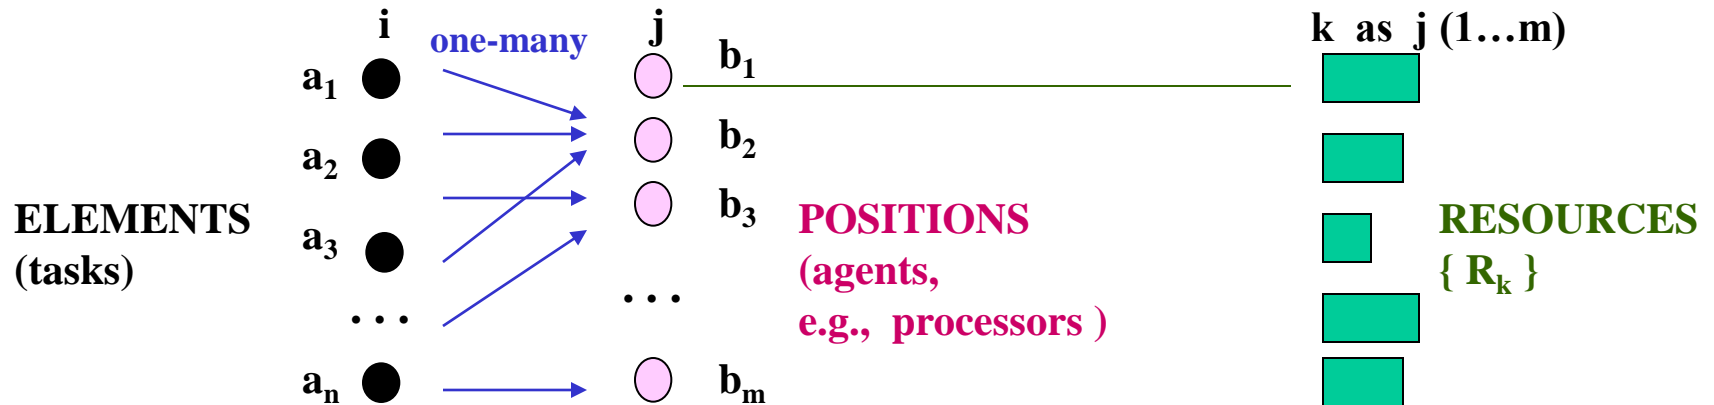 i
one-many
j
k as j (1…m)
a1
b1
a2
b2
a3
b3
ELEMENTS
(tasks)
POSITIONS
(agents,
e.g., processors )
RESOURCES
{ Rk }
. . .
. . .
an
bm